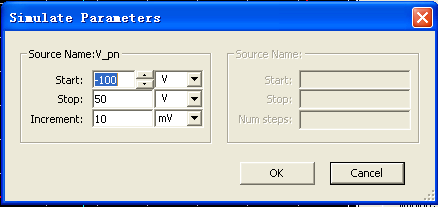 Simulate Parameters
Source Name:V_pn
Start: -100 V
Stop: 50 V
Increment: 10 mV
Source Name:
Start:
Stop:
Num steps:
OK Cancel